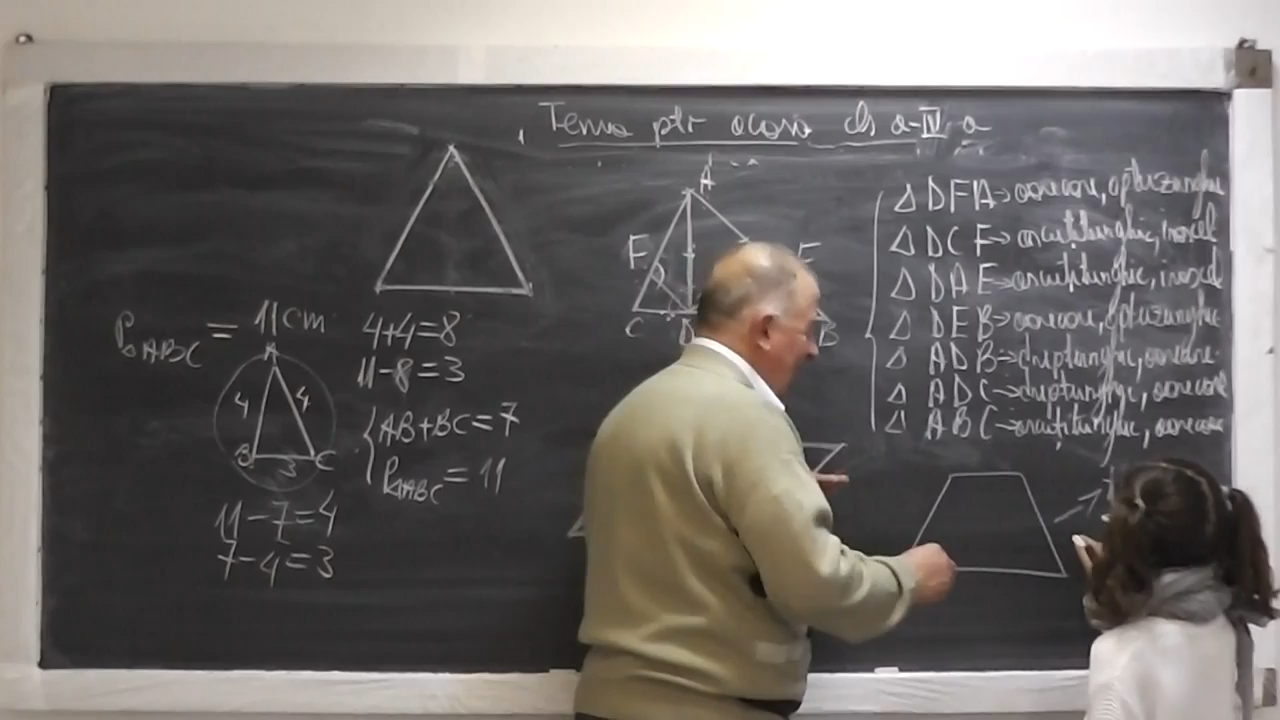 Tema ptr acasă cls a-IV-a
P ABC = 11 cm
A
4
4
B
3
C
11-7=4
7-4=3
4+4=8
11-8=3
AB+BC=7
P ABC = 11
A
F
E
C
D
B
△ DFA→oarecare, optuzunghic
△ DCF→ascuțitunghic, isoscel
△ DAE→ascuțitunghic, isoscel
△ DEB→oarecare, optuzunghic
△ ADB→dreptunghic, oarecare
△ ADC→dreptunghic, oarecare
△ ABC→ascuțitunghic, oarecare